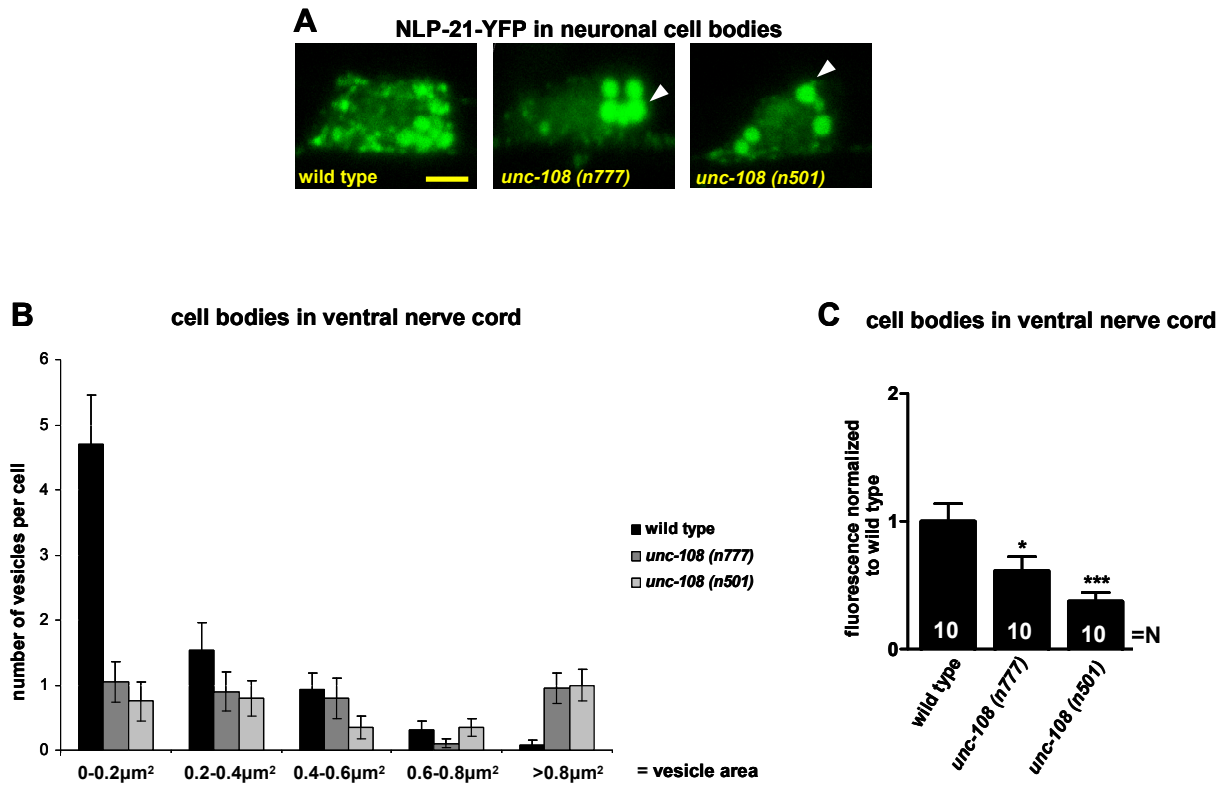 A
NLP-21-YFP in neuronal cell bodies
wild type
unc-108 (n777)
unc-108 (n501)
B
cell bodies in ventral nerve cord
number of vesicles per cell
6
5
4
3
2
1
0
0-0.2µm²
0.2-0.4µm²
0.4-0.6µm²
0.6-0.8µm²
>0.8µm²
= vesicle area
wild type
unc-108 (n777)
unc-108 (n501)
C
cell bodies in ventral nerve cord
fluorescence normalized
to wild type
2
1
0
*
***
10
10
10
=N
wild type
unc-108 (n777)
unc-108 (n501)